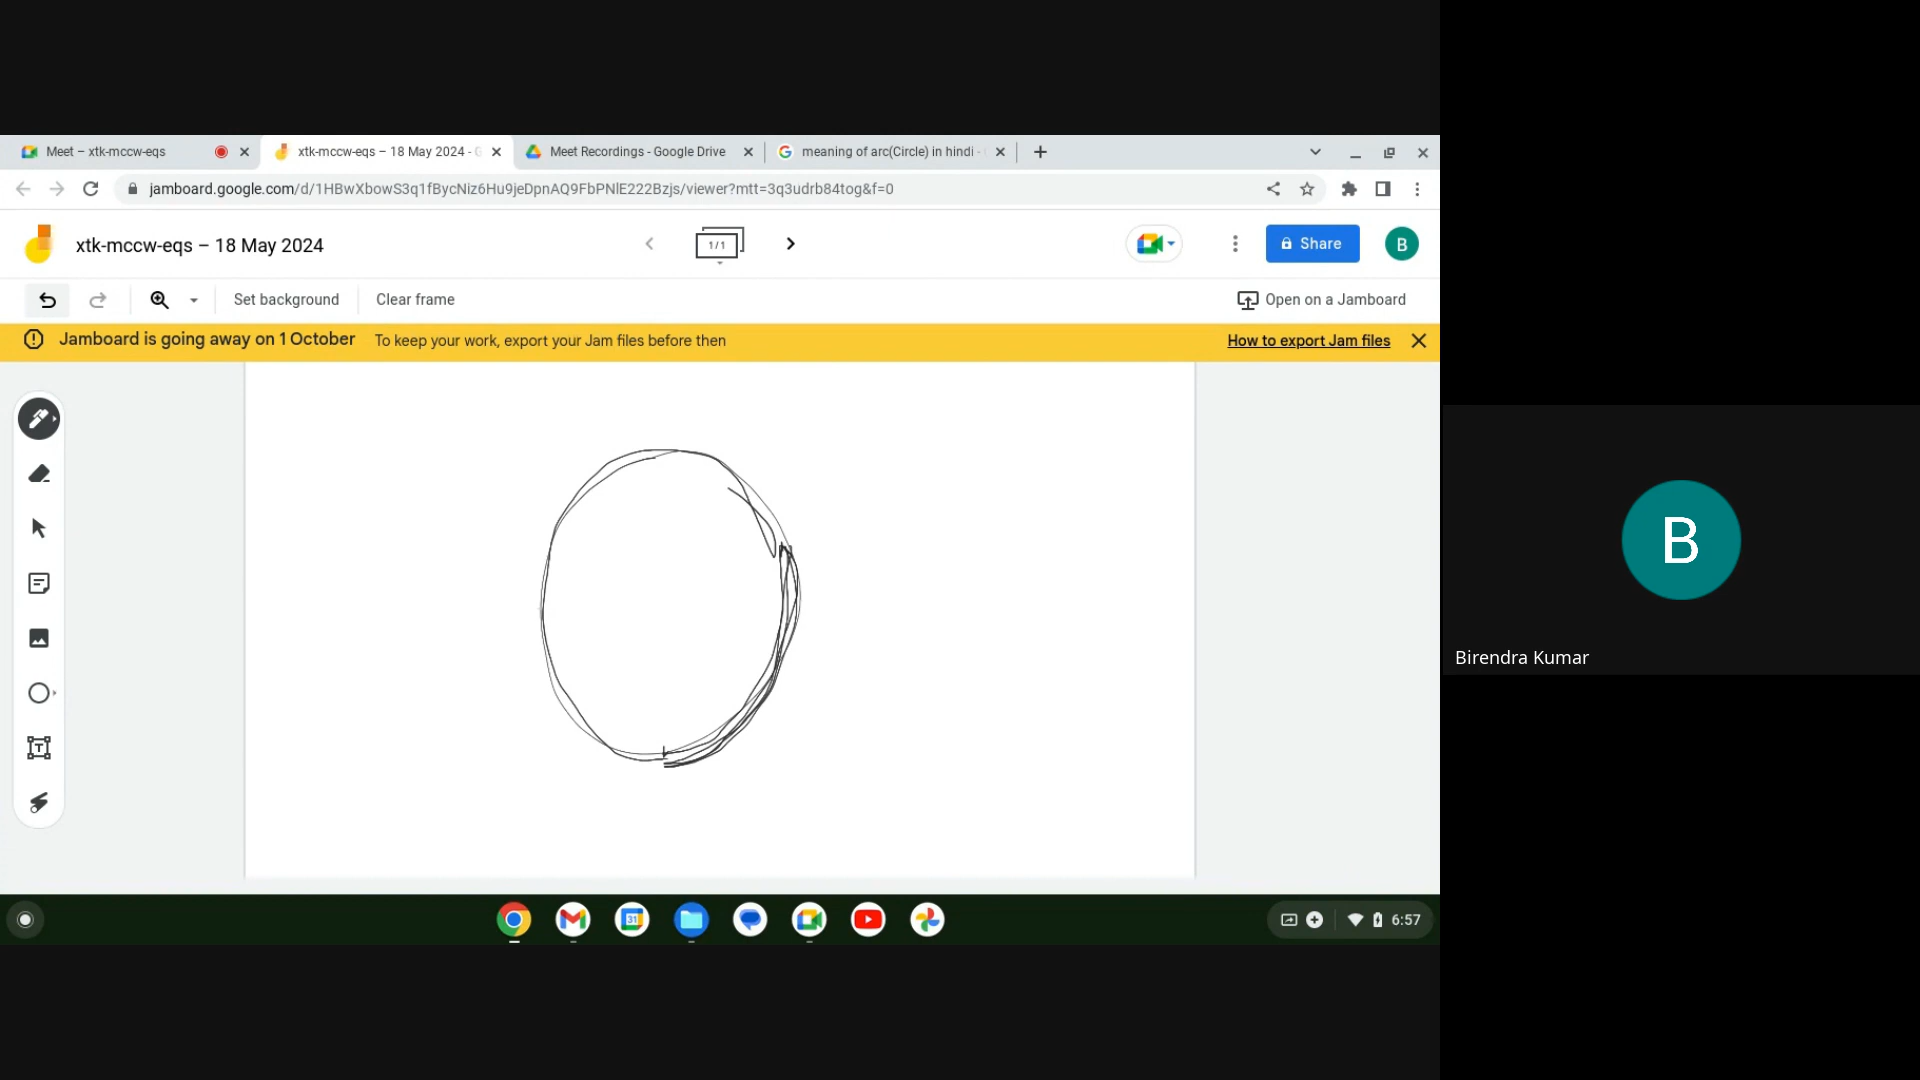 Meet – xtk-mccw-eqs
xtk-mccw-eqs – 18 May 2024 - G
Meet Recordings - Google Drive
meaning of arc(Circle) in hindi -
jamboard.google.com/d/1HBwXbowS3q1fBycNiz6Hu9jeDpnAQ9FbPNlE222Bzjs/viewer?mtt=3q3udrb84tog&f=0
xtk-mccw-eqs – 18 May 2024
1/1
Share
B
Set background
Clear frame
Open on a Jamboard
Jamboard is going away on 1 October
To keep your work, export your Jam files before then
How to export Jam files
B
Birendra Kumar
31
6:57